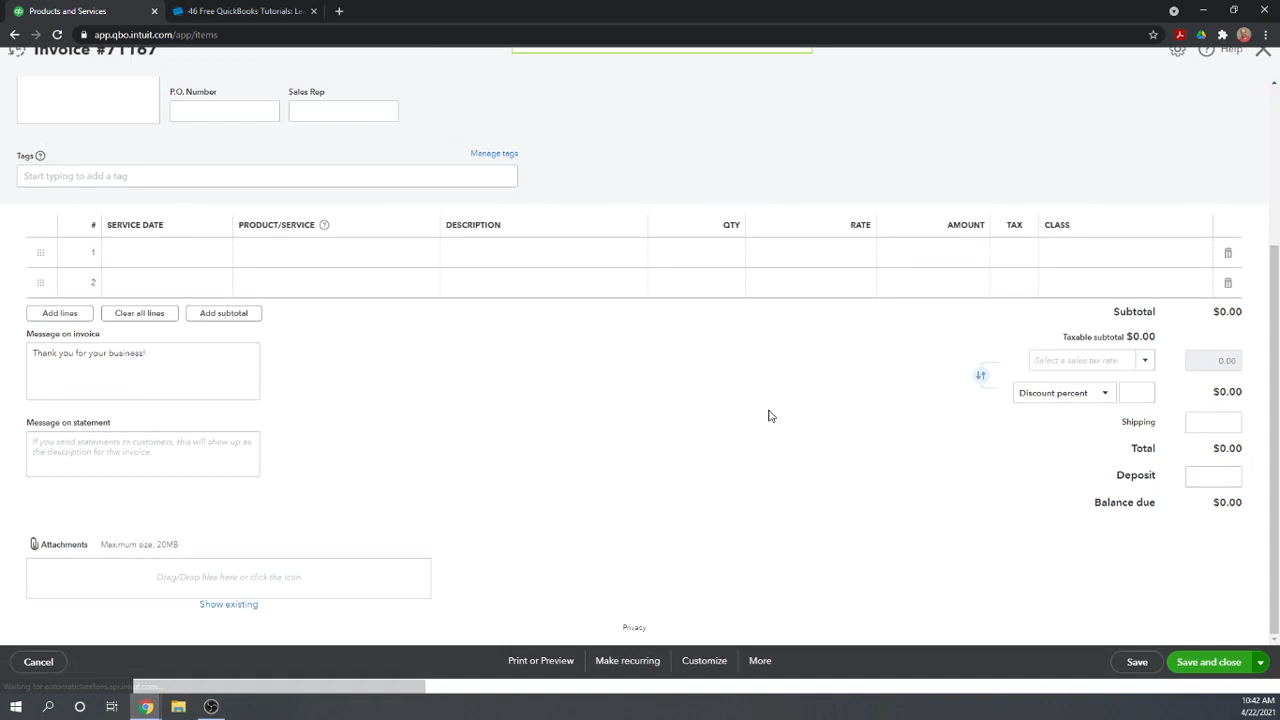 Products and Services
46 Free QuickBooks Tutorials: Le
app.qbo.intuit.com/app/items
Invoice #71187
Help
P.O. Number
Sales Rep
Tags
Manage tags
Start typing to add a tag
# SERVICE DATE PRODUCT/SERVICE DESCRIPTION QTY RATE AMOUNT TAX CLASS
1
2
Add lines Clear all lines Add subtotal
Subtotal $0.00
Message on invoice
Taxable subtotal $0.00
Thank you for your business!
Select a sales tax rate 0.00
Discount percent $0.00
Message on statement
Shipping
If you send statements to customers, this will show up as
the description for this invoice.
Total $0.00
Deposit
Balance due $0.00
Attachments Maximum size: 20MB
Drag/Drop files here or click the icon
Show existing
Privacy
Cancel Print or Preview Make recurring Customize More Save Save and close
10:42 AM
4/22/2021